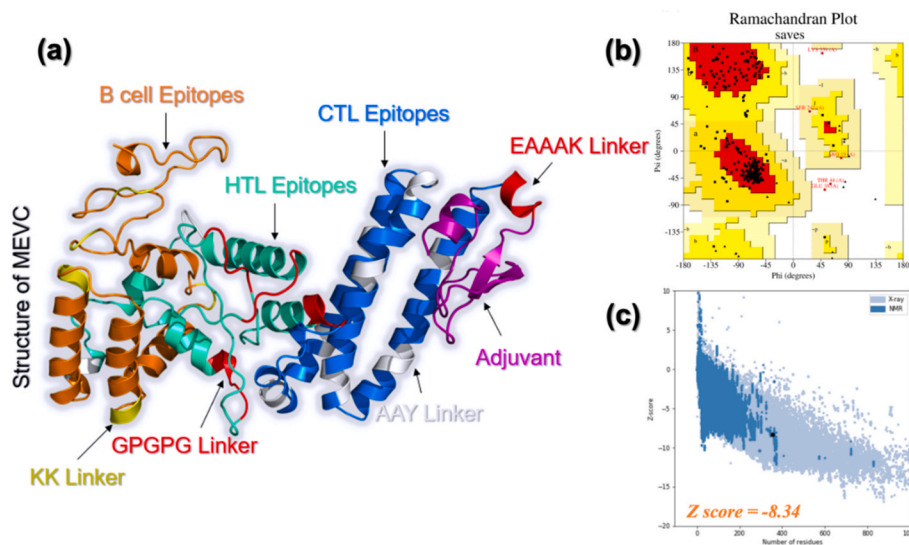 (a)
Structure of MEVC
B cell Epitopes
CTL Epitopes
EAAAK Linker
HTL Epitopes
Adjuvant
AAY Linker
GPGPG Linker
KK Linker
(b)
Ramachandran Plot
saves
Psi (degrees)
180
135
90
45
0
-45
-90
-135
-180
B
A
b
a
l
p
-180
-135
-90
-45
0
45
90
135
180
Phi (degrees)
(c)
X-ray
NMR
Z-score
10
5
0
-5
-10
-15
-20
0
200
400
600
800
Number of residues
Z score = -8.34